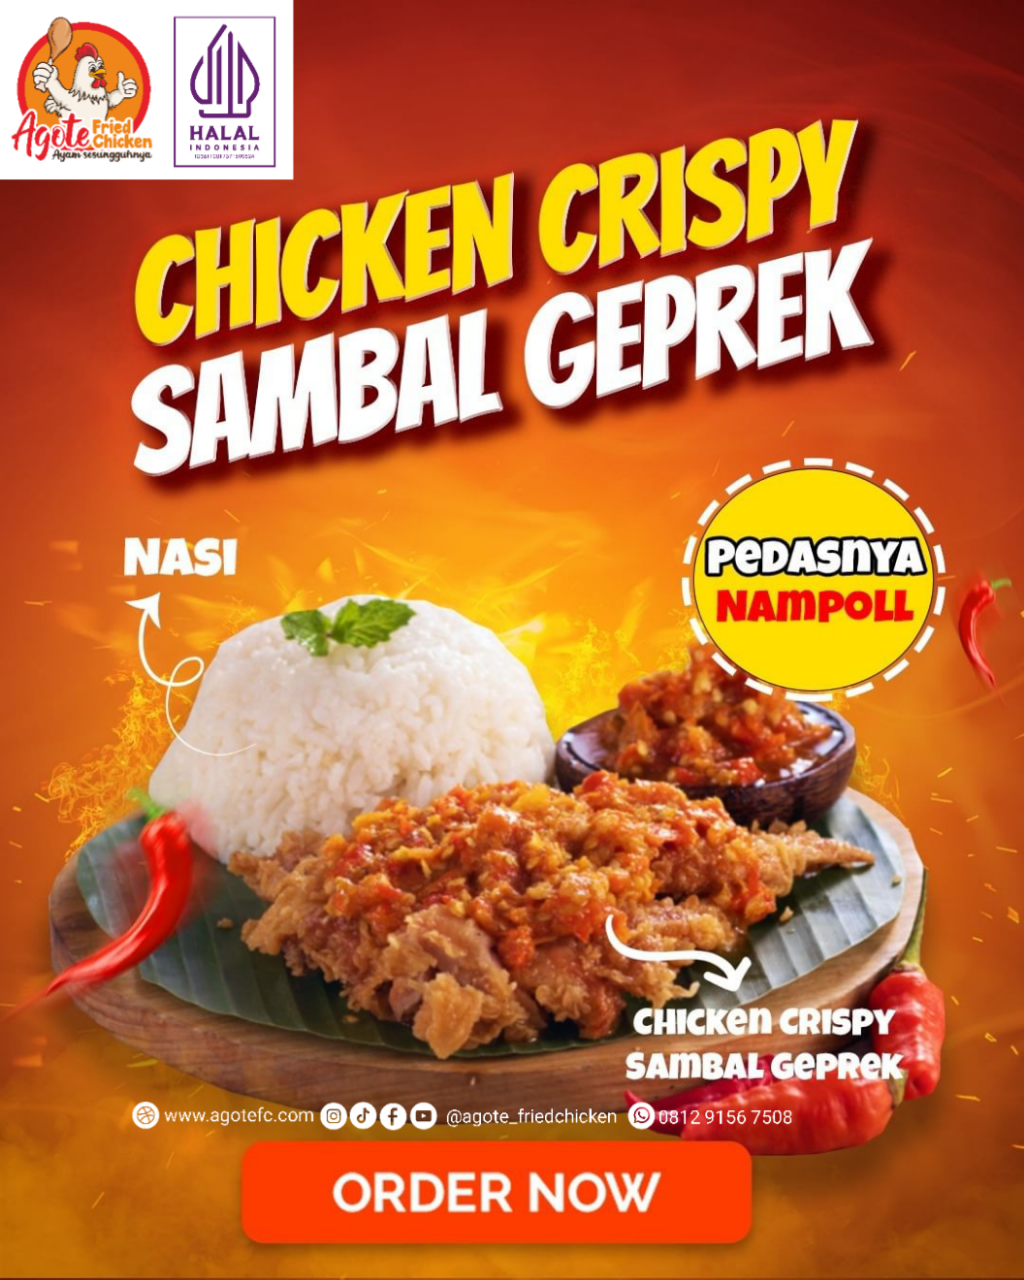 Agote Fried Chicken
Ayam sesungguhnya
HALAL
INDONESIA
CHICKEN CRISPY
SAMBAL GEPREK
NASI
PEDASNYA
NAMPOLL
CHICKEN CRISPY
SAMBAL GEPREK
www.agotefc.com @agote_friedchicken 0812 9156 7508
ORDER NOW